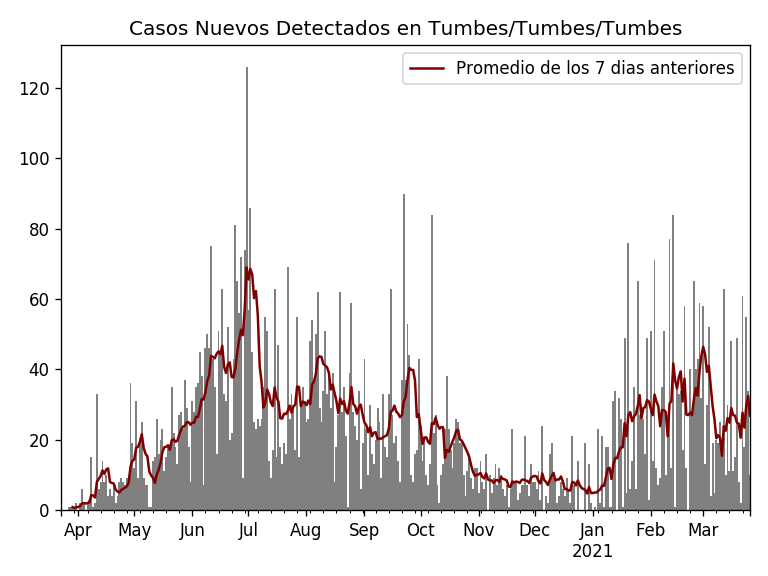 Casos Nuevos Detectados en Tumbes/Tumbes/Tumbes
Promedio de los 7 dias anteriores
120
100
80
60
40
20
0
Apr May Jun Jul Aug Sep Oct Nov Dec Jan Feb Mar
2021